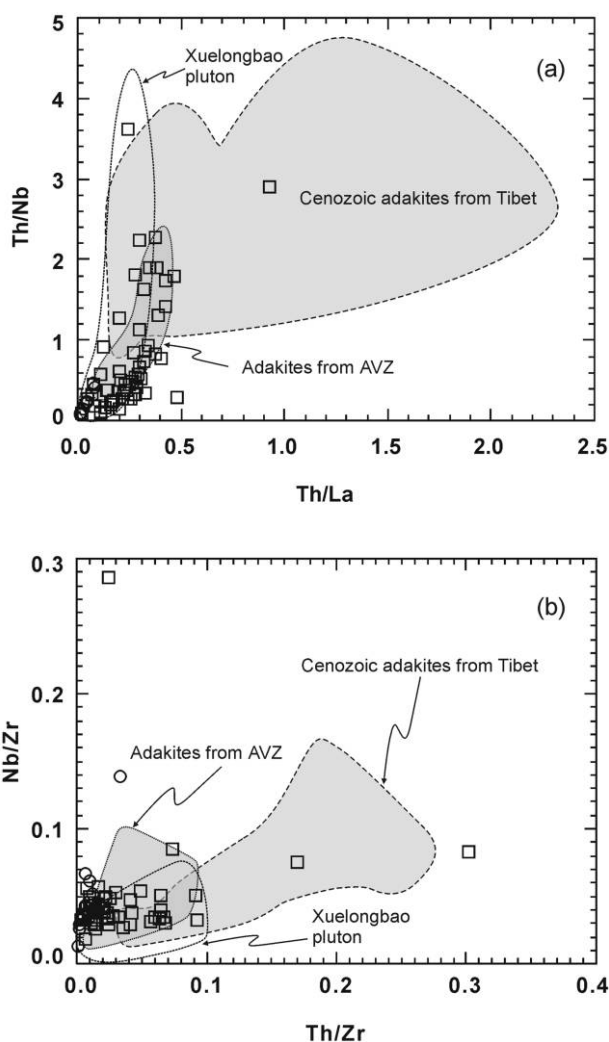 5
4
3
2
1
0
Th/Nb
Xuelongbao
pluton
(a)
Cenozoic adakites from Tibet
Adakites from AVZ
0.0
0.5
1.0
1.5
2.0
2.5
Th/La
0.3
0.2
0.1
0.0
Nb/Zr
(b)
Cenozoic adakites from Tibet
Adakites from AVZ
Xuelongbao
pluton
0.0
0.1
0.2
0.3
0.4
Th/Zr